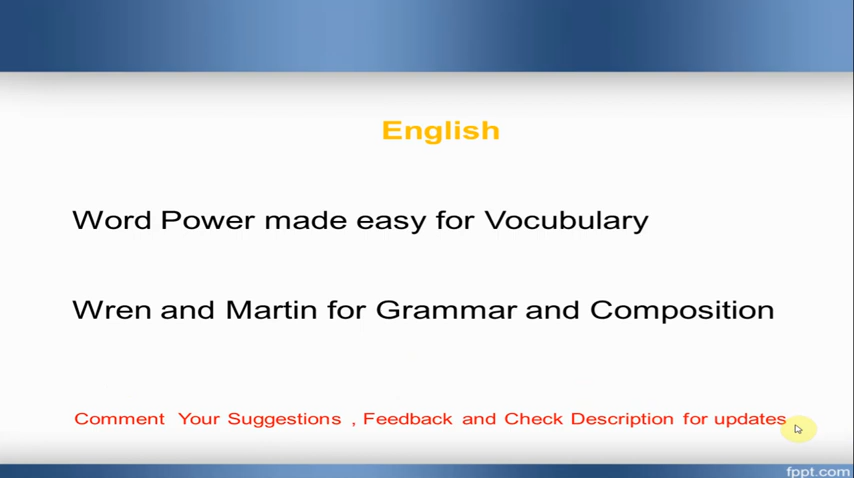 English
Word Power made easy for Vocubulary
Wren and Martin for Grammar and Composition
Comment Your Suggestions , Feedback and Check Description for updates
fppt.com